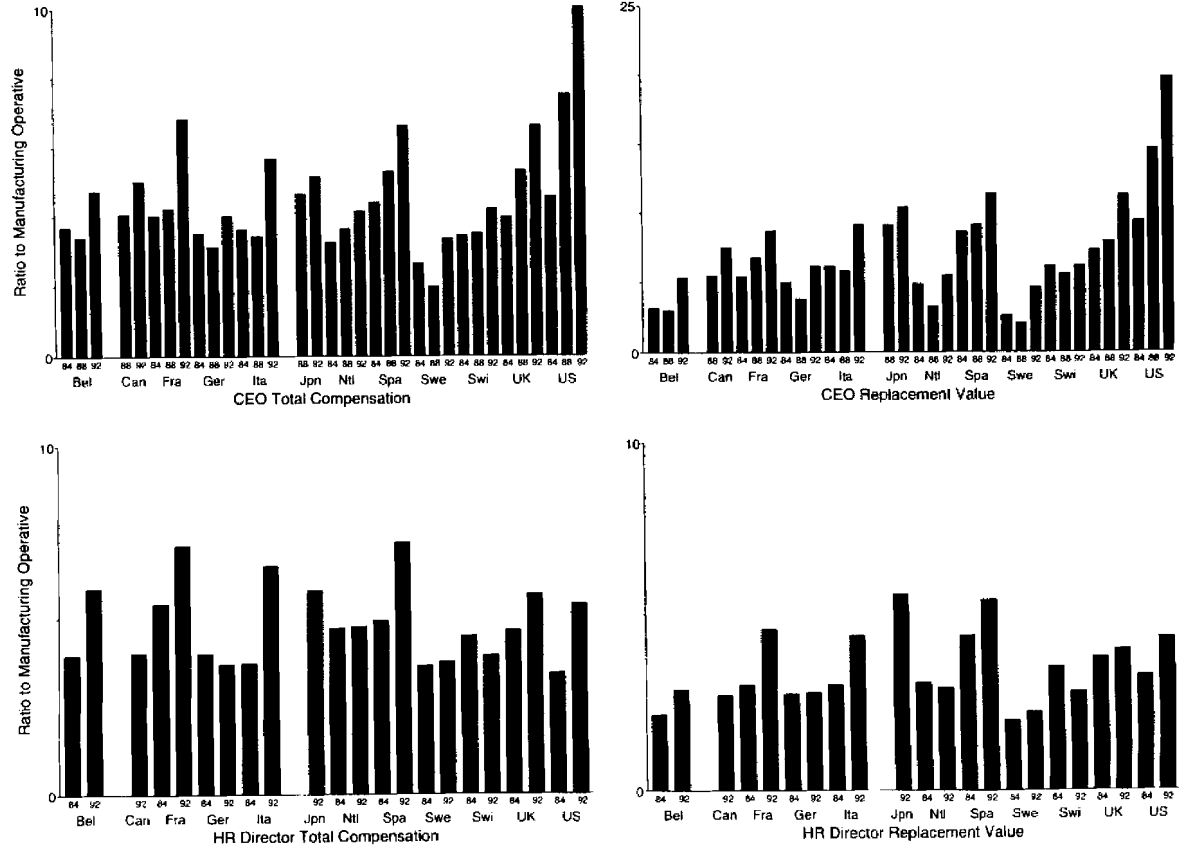 10
Ratio to Manufacturing Operative
0
84 88 92 88 92 84 88 92 84 88 92 84 88 92 88 92 84 88 92 84 88 92 84 88 92 84 88 92 84 88 92 84 88 92
Bel Can Fra Ger Ita Jpn Ntl Spa Swe Swi UK US
CEO Total Compensation
25
0
84 88 92 88 92 84 88 92 84 88 92 84 88 92 88 92 84 88 92 84 88 92 84 88 92 84 88 92 84 88 92 84 88 92
Bel Can Fra Ger Ita Jpn Ntl Spa Swe Swi UK US
CEO Replacement Value
10
Ratio to Manufacturing Operative
0
84 92 92 84 92 84 92 84 92 92 84 92 84 92 84 92 84 92 84 92 84 92
Bel Can Fra Ger Ita Jpn Ntl Spa Swe Swi UK US
HR Director Total Compensation
10
0
84 92 92 84 92 84 92 84 92 92 84 92 84 92 54 92 84 92 84 92 84 92
Bel Can Fra Ger Ita Jpn Ntl Spa Swe Swi UK US
HR Director Replacement Value